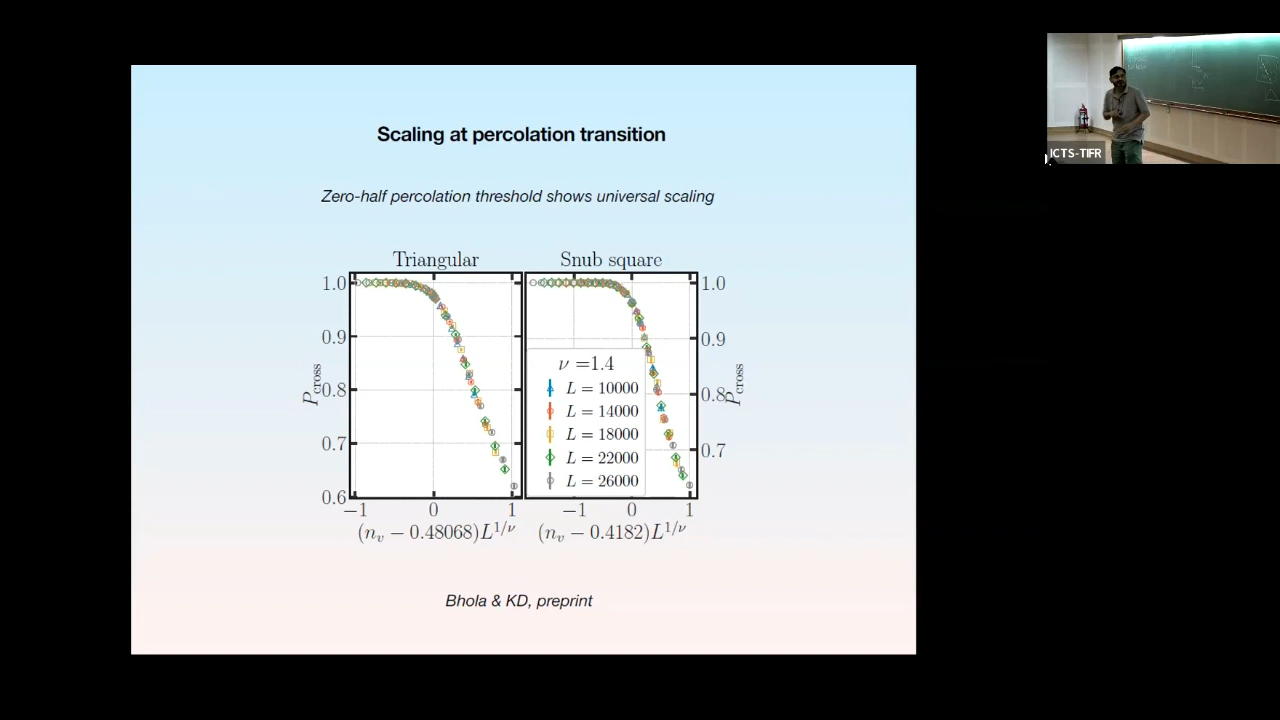 Scaling at percolation transition
Zero-half percolation threshold shows universal scaling
Triangular
Snub square
1.0
0.9
0.8
0.7
0.6
P_cross
−1 0 1
(n_v − 0.48068)L^{1/ν}
ν =1.4
L = 10000
L = 14000
L = 18000
L = 22000
L = 26000
1.0
0.9
0.8
0.7
P_cross
−1 0 1
(n_v − 0.4182)L^{1/ν}
Bhola & KD, preprint
ICTS-TIFR